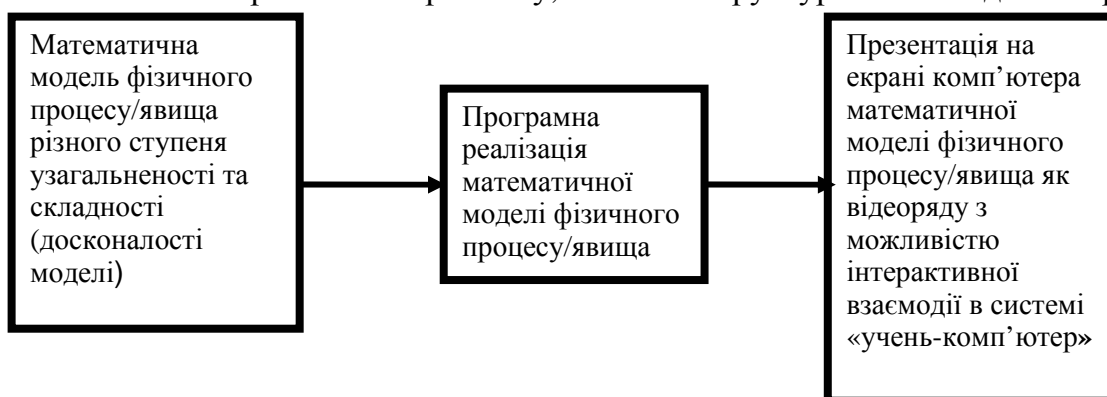 Математична
модель фізичного
процесу/явища
різного ступеня
узагальненості та
складності
(досконалості
моделі)
Програмна
реалізація
математичної
моделі фізичного
процесу/явища
Презентація на
екрані комп’ютера
математичної
моделі фізичного
процесу/явища як
відеоряду з
можливістю
інтерактивної
взаємодії в системі
«учень-комп’ютер»